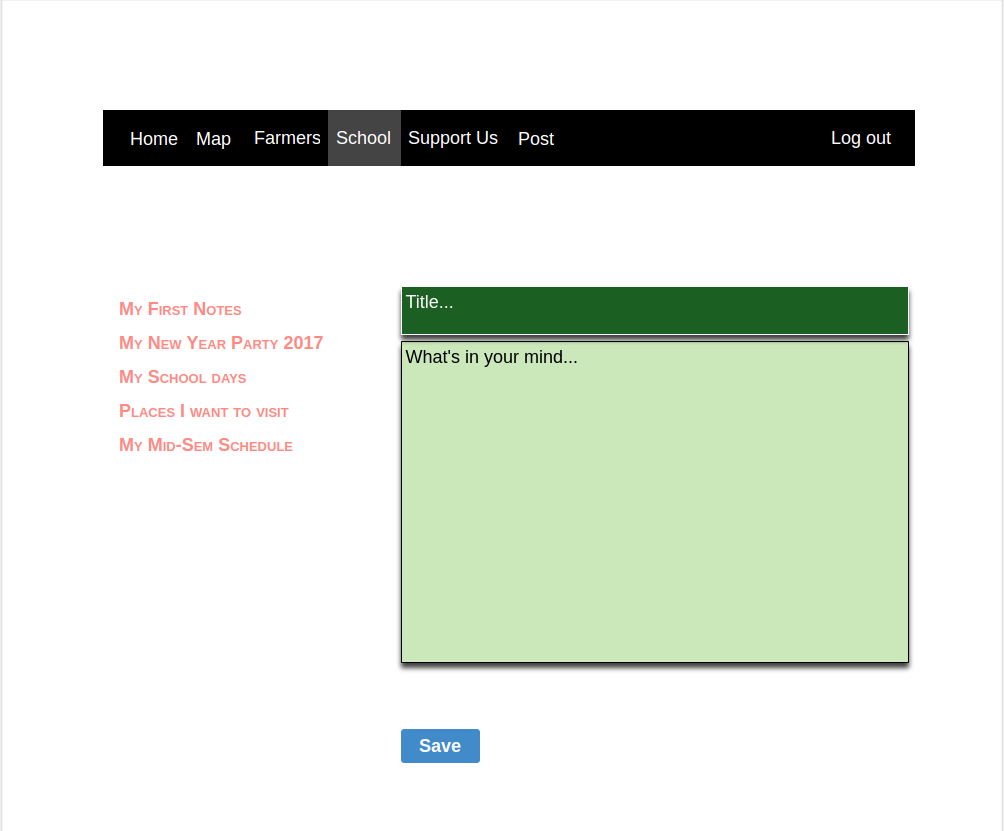 Home Map Farmers School Support Us Post Log out
My First Notes
My New Year Party 2017
My School days
Places I want to visit
My Mid-Sem Schedule
Title...
What's in your mind...
Save